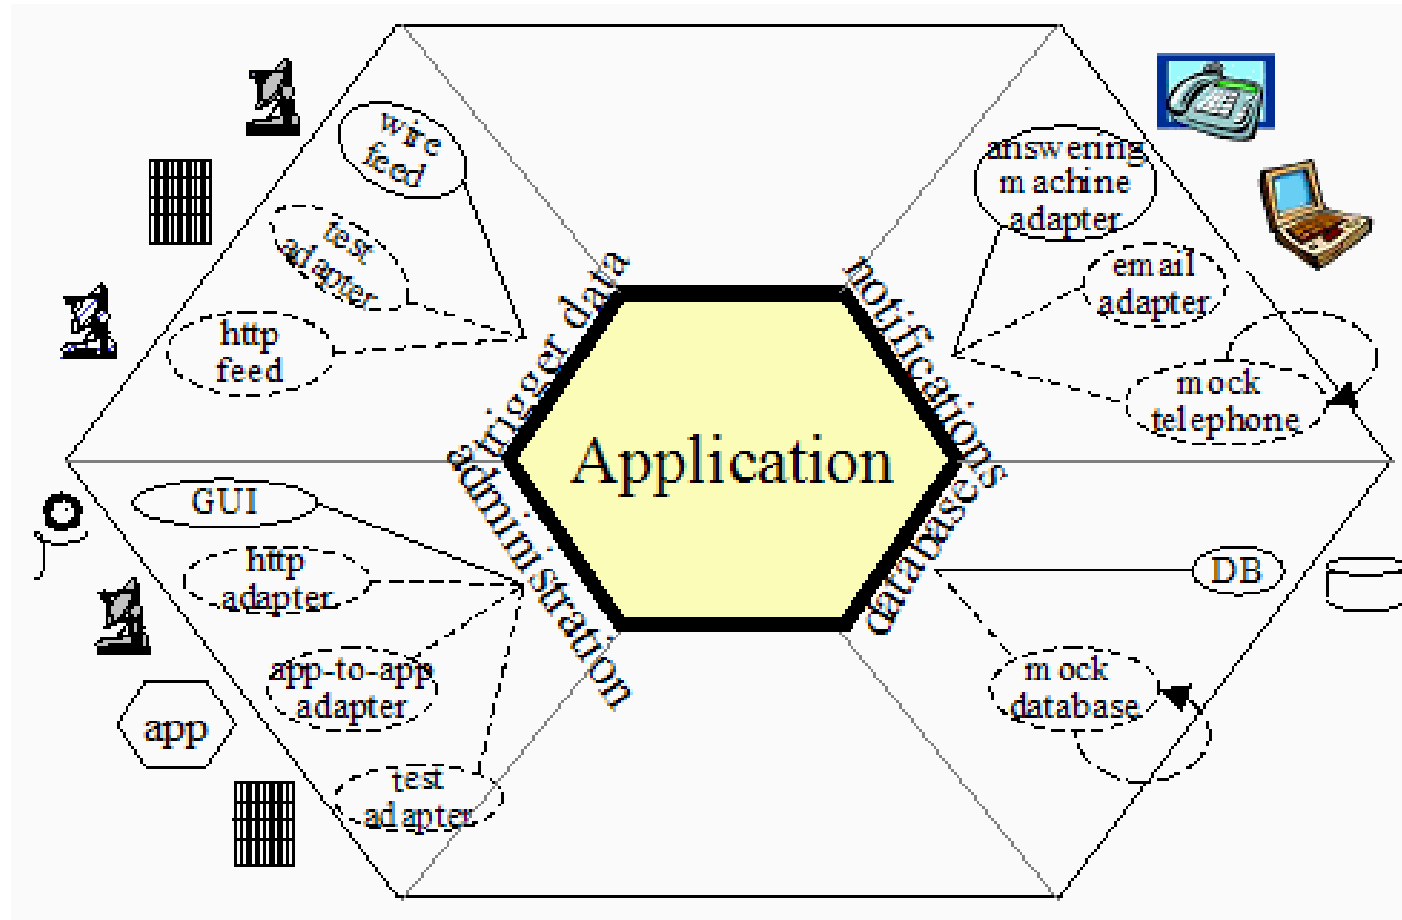 wire
feed
test
adapter
http
feed
trigger data
answering
machine
adapter
email
adapter
mock
telephone
notifications
Application
GUI
http
adapter
app-to-app
adapter
app
test
adapter
administration
databases
DB
mock
database